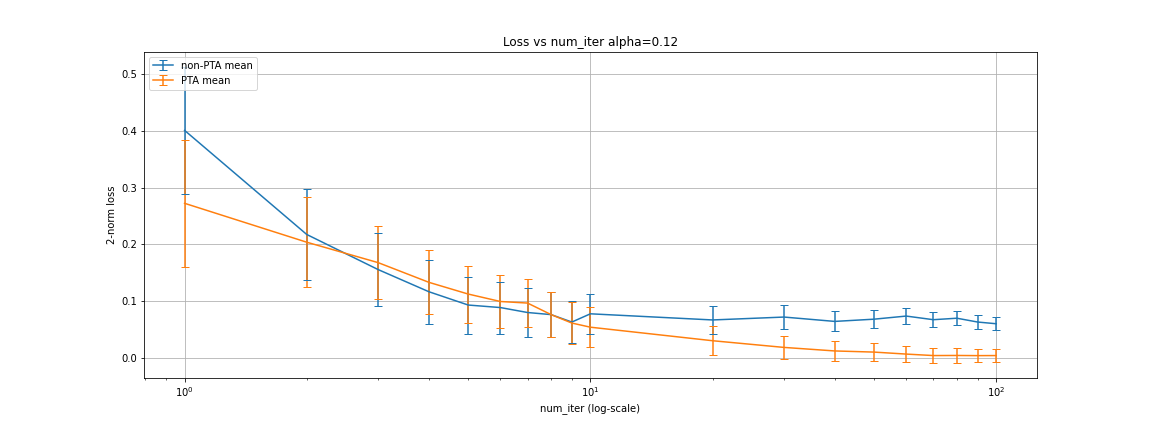 Loss vs num_iter alpha=0.12
non-PTA mean
PTA mean
2-norm loss
0.5
0.4
0.3
0.2
0.1
0.0
10⁰ 10¹ 10²
num_iter (log-scale)